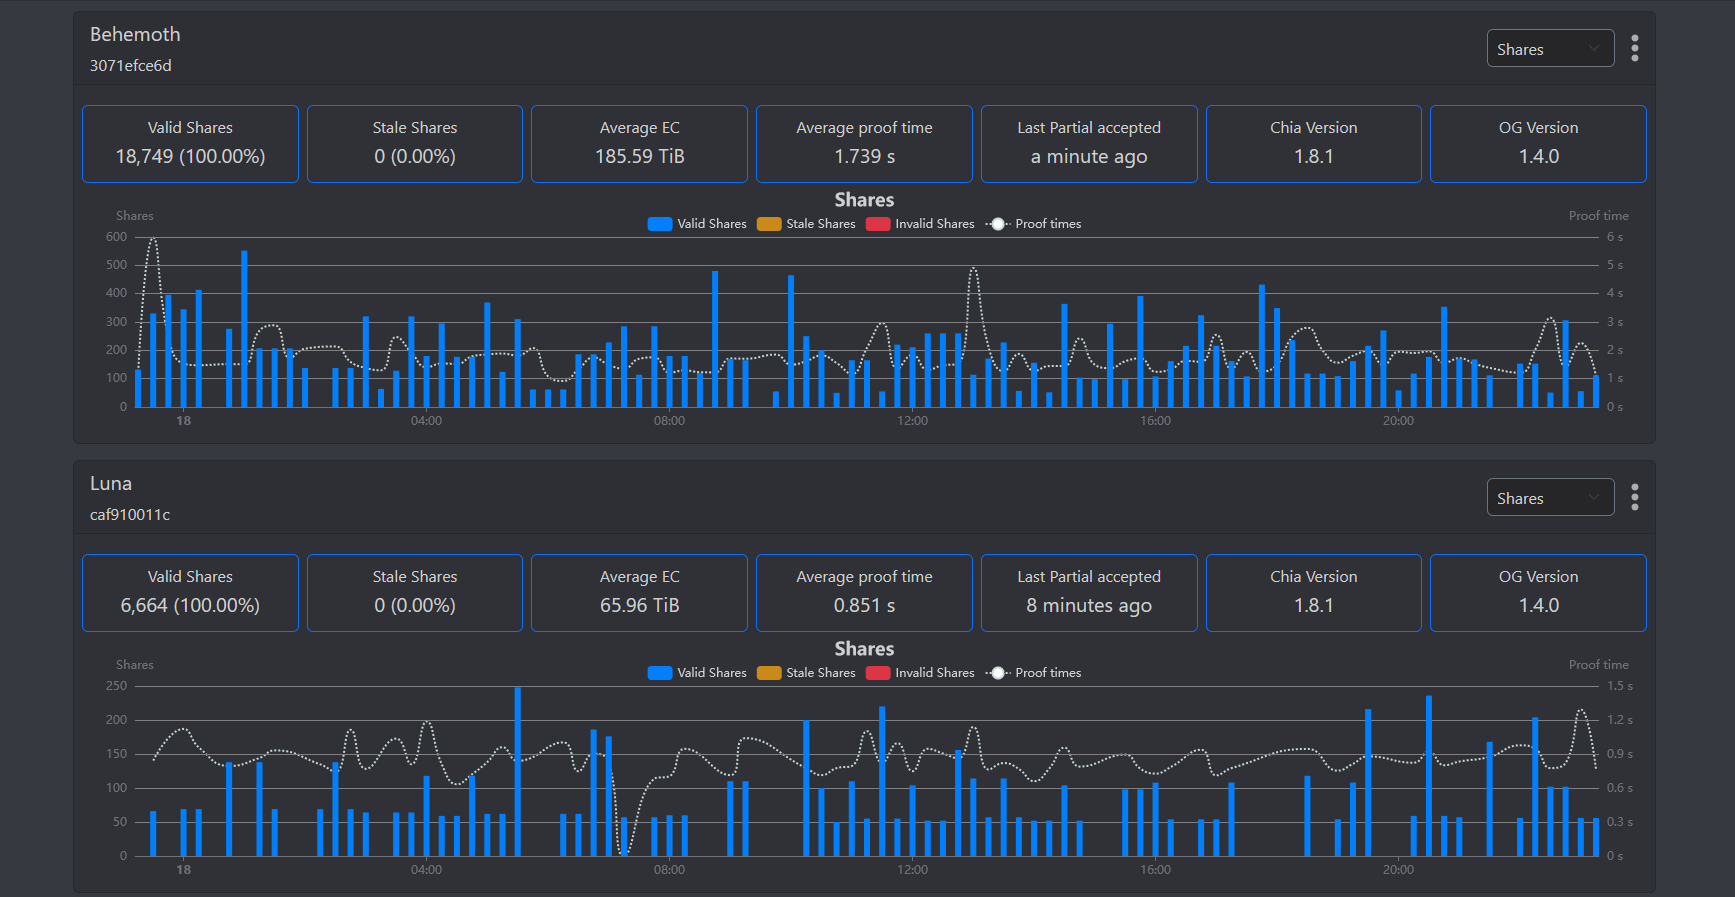 Behemoth
3071efce6d
Shares
Valid Shares
18,749 (100.00%)
Stale Shares
0 (0.00%)
Average EC
185.59 TiB
Average proof time
1.739 s
Last Partial accepted
a minute ago
Chia Version
1.8.1
OG Version
1.4.0
Shares
Valid Shares Stale Shares Invalid Shares Proof times
Shares Proof time
600 6 s
500 5 s
400 4 s
300 3 s
200 2 s
100 1 s
0 0 s
18 04:00 08:00 12:00 16:00 20:00
Luna
caf910011c
Shares
Valid Shares
6,664 (100.00%)
Stale Shares
0 (0.00%)
Average EC
65.96 TiB
Average proof time
0.851 s
Last Partial accepted
8 minutes ago
Chia Version
1.8.1
OG Version
1.4.0
Shares
Valid Shares Stale Shares Invalid Shares Proof times
Shares Proof time
250 1.5 s
200 1.2 s
150 0.9 s
100 0.6 s
50 0.3 s
0 0 s
18 04:00 08:00 12:00 16:00 20:00